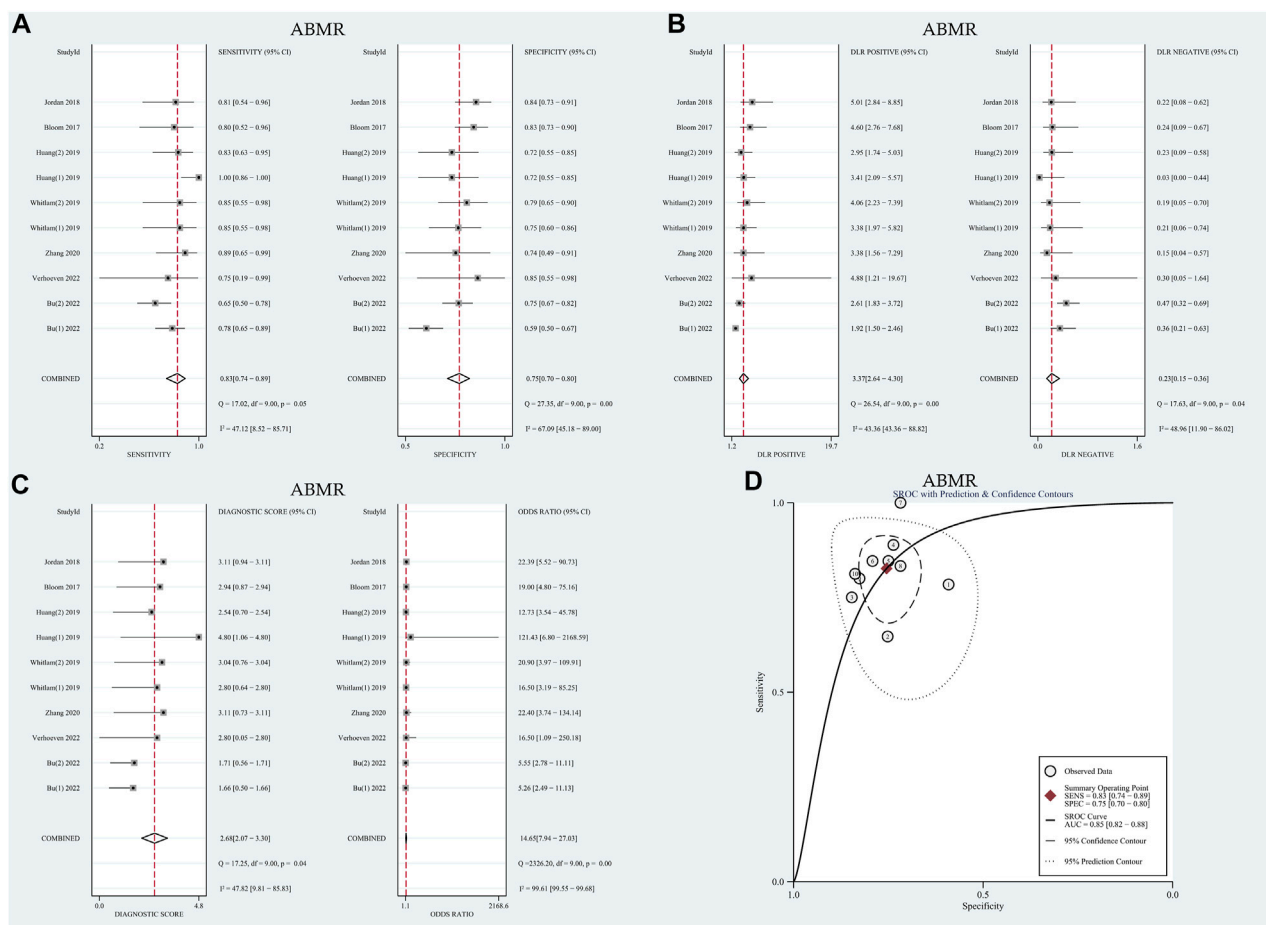 A
ABMR
StudyId SENSITIVITY (95% CI)
Jordan 2018 0.81 [0.54 − 0.96]
Bloom 2017 0.80 [0.52 − 0.96]
Huang(2) 2019 0.83 [0.63 − 0.95]
Huang(1) 2019 1.00 [0.86 − 1.00]
Whitlam(2) 2019 0.85 [0.55 − 0.98]
Whitlam(1) 2019 0.85 [0.55 − 0.98]
Zhang 2020 0.89 [0.65 − 0.99]
Verhoeven 2022 0.75 [0.19 − 0.99]
Bu(2) 2022 0.65 [0.50 − 0.78]
Bu(1) 2022 0.78 [0.65 − 0.89]
COMBINED 0.83[0.74 − 0.89]
Q = 17.02, df = 9.00, p = 0.05
I² = 47.12 [8.52 − 85.71]
0.2 1.0
SENSITIVITY
StudyId SPECIFICITY (95% CI)
Jordan 2018 0.84 [0.73 − 0.91]
Bloom 2017 0.83 [0.73 − 0.90]
Huang(2) 2019 0.72 [0.55 − 0.85]
Huang(1) 2019 0.72 [0.55 − 0.85]
Whitlam(2) 2019 0.79 [0.65 − 0.90]
Whitlam(1) 2019 0.75 [0.60 − 0.86]
Zhang 2020 0.74 [0.49 − 0.91]
Verhoeven 2022 0.85 [0.55 − 0.98]
Bu(2) 2022 0.75 [0.67 − 0.82]
Bu(1) 2022 0.59 [0.50 − 0.67]
COMBINED 0.75[0.70 − 0.80]
Q = 27.35, df = 9.00, p = 0.00
I² = 67.09 [45.18 − 89.00]
0.5 1.0
SPECIFICITY
B
ABMR
StudyId DLR POSITIVE (95% CI)
Jordan 2018 5.01 [2.84 − 8.85]
Bloom 2017 4.60 [2.76 − 7.68]
Huang(2) 2019 2.95 [1.74 − 5.03]
Huang(1) 2019 3.41 [2.09 − 5.57]
Whitlam(2) 2019 4.06 [2.23 − 7.39]
Whitlam(1) 2019 3.38 [1.97 − 5.82]
Zhang 2020 3.38 [1.56 − 7.29]
Verhoeven 2022 4.88 [1.21 − 19.67]
Bu(2) 2022 2.61 [1.83 − 3.72]
Bu(1) 2022 1.92 [1.50 − 2.46]
COMBINED 3.37[2.64 − 4.30]
Q = 26.54, df = 9.00, p = 0.00
I² = 43.36 [43.36 − 88.82]
1.2 19.7
DLR POSITIVE
StudyId DLR NEGATIVE (95% CI)
Jordan 2018 0.22 [0.08 − 0.62]
Bloom 2017 0.24 [0.09 − 0.67]
Huang(2) 2019 0.23 [0.09 − 0.58]
Huang(1) 2019 0.03 [0.00 − 0.44]
Whitlam(2) 2019 0.19 [0.05 − 0.70]
Whitlam(1) 2019 0.21 [0.06 − 0.74]
Zhang 2020 0.15 [0.04 − 0.57]
Verhoeven 2022 0.30 [0.05 − 1.64]
Bu(2) 2022 0.47 [0.32 − 0.69]
Bu(1) 2022 0.36 [0.21 − 0.63]
COMBINED 0.23[0.15 − 0.36]
Q = 17.63, df = 9.00, p = 0.04
I² = 48.96 [11.90 − 86.02]
0.0 1.6
DLR NEGATIVE
C
ABMR
StudyId DIAGNOSTIC SCORE (95% CI)
Jordan 2018 3.11 [0.94 − 3.11]
Bloom 2017 2.94 [0.87 − 2.94]
Huang(2) 2019 2.54 [0.70 − 2.54]
Huang(1) 2019 4.80 [1.06 − 4.80]
Whitlam(2) 2019 3.04 [0.76 − 3.04]
Whitlam(1) 2019 2.80 [0.64 − 2.80]
Zhang 2020 3.11 [0.73 − 3.11]
Verhoeven 2022 2.80 [0.05 − 2.80]
Bu(2) 2022 1.71 [0.56 − 1.71]
Bu(1) 2022 1.66 [0.50 − 1.66]
COMBINED 2.68[2.07 − 3.30]
Q = 17.25, df = 9.00, p = 0.04
I² = 47.82 [9.81 − 85.83]
0.0 4.8
DIAGNOSTIC SCORE
StudyId ODDS RATIO (95% CI)
Jordan 2018 22.39 [5.52 − 90.73]
Bloom 2017 19.00 [4.80 − 75.16]
Huang(2) 2019 12.73 [3.54 − 45.78]
Huang(1) 2019 121.43 [6.80 − 2168.59]
Whitlam(2) 2019 20.90 [3.97 − 109.91]
Whitlam(1) 2019 16.50 [3.19 − 85.25]
Zhang 2020 22.40 [3.74 − 134.14]
Verhoeven 2022 16.50 [1.09 − 250.18]
Bu(2) 2022 5.55 [2.78 − 11.11]
Bu(1) 2022 5.26 [2.49 − 11.13]
COMBINED 14.65[7.94 − 27.03]
Q =2326.20, df = 9.00, p = 0.00
I² = 99.61 [99.55 − 99.68]
1.1 2168.6
ODDS RATIO
D
ABMR
SROC with Prediction & Confidence Contours
1.0
0.5
0.0
Sensitivity
7
4
6
5
8
10
3
1
2
Observed Data
Summary Operating Point
SENS = 0.83 [0.74 − 0.89]
SPEC = 0.75 [0.70 − 0.80]
SROC Curve
AUC = 0.85 [0.82 − 0.88]
95% Confidence Contour
95% Prediction Contour
1.0 0.5 0.0
Specificity